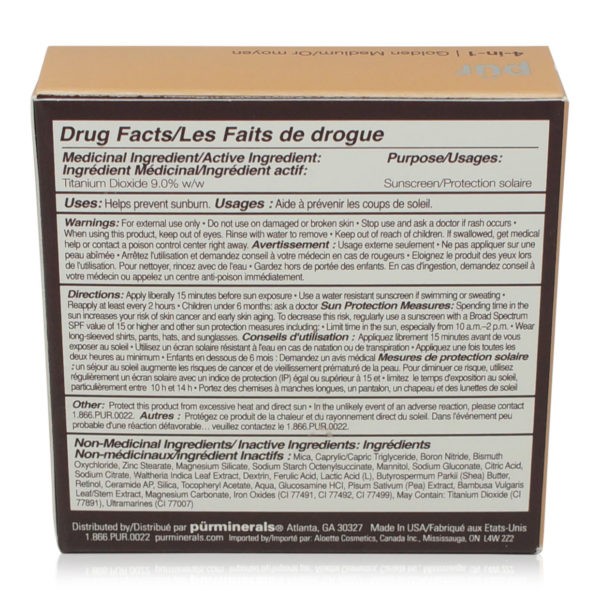 4-in-1 | Golden Medium/Or moyen
pür
Drug Facts/Les Faits de drogue
Medicinal Ingredient/Active Ingredient:
Ingrédient Médicinal/Ingrédient actif:
Titanium Dioxide 9.0% w/w
Purpose/Usages:
Sunscreen/Protection solaire
Uses: Helps prevent sunburn. Usages : Aide à prévenir les coups de soleil.
Warnings: For external use only • Do not use on damaged or broken skin • Stop use and ask a doctor if rash occurs •
When using this product, keep out of eyes. Rinse with water to remove • Keep out of reach of children. If swallowed, get medical
help or contact a poison control center right away. Avertissement : Usage externe seulement • Ne pas appliquer sur une
peau abîmée • Arrêtez l'utilisation et demandez conseil à votre médecin en cas de rougeurs • Eloignez le produit des yeux lors
de l'utilisation. Pour nettoyer, rincez avec de l'eau • Gardez hors de portée des enfants. En cas d'ingestion, demandez conseil à
votre médecin ou appelez un centre anti-poison immédiatement.
Directions: Apply liberally 15 minutes before sun exposure • Use a water resistant sunscreen if swimming or sweating •
Reapply at least every 2 hours • Children under 6 months: ask a doctor Sun Protection Measures: Spending time in the
sun increases your risk of skin cancer and early skin aging. To decrease this risk, regularly use a sunscreen with a Broad Spectrum
SPF value of 15 or higher and other sun protection measures including: • Limit time in the sun, especially from 10 a.m.–2 p.m. • Wear
long-sleeved shirts, pants, hats, and sunglasses. Conseils d'utilisation : Appliquez librement 15 minutes avant de vous
exposer au soleil • Utilisez un écran solaire résistant à l'eau en cas de natation ou de transpiration • Appliquez une fois toutes les
deux heures au minimum • Enfants en dessous de 6 mois : Demandez un avis médical Mesures de protection solaire
: un séjour au soleil augmente les risques de cancer et de vieillissement prématuré de la peau. Pour diminuer ce risque, utilisez
régulièrement un écran solaire avec un indice de protection (IP) égal ou supérieur à 15 et • limitez le temps d'exposition au soleil,
particulièrement entre 10 h et 14 h • Portez des chemises à manches longues, un pantalon, un chapeau et des lunettes de soleil
Other: Protect this product from excessive heat and direct sun • In the unlikely event of an adverse reaction, please contact
1.866.PUR.0022. Autres : Protégez ce produit de la chaleur et du rayonnement direct du soleil. Dans l'événement peu
probable d'une réaction défavorable... veuillez contactez le 1.866.PUR.0022.
Non-Medicinal Ingredients/ Inactive Ingredients: Ingrédients
Non-médicinaux/ingrédient Inactifs : Mica, Caprylic/Capric Triglyceride, Boron Nitride, Bismuth
Oxychloride, Zinc Stearate, Magnesium Silicate, Sodium Starch Octenylsuccinate, Mannitol, Sodium Gluconate, Citric Acid,
Sodium Citrate, Waltheria Indica Leaf Extract, Dextrin, Ferulic Acid, Lactic Acid (L), Butyrospermum Parkii (Shea) Butter,
Retinol, Ceramide AP, Silica, Tocopheryl Acetate, Aqua, Glucosamine HCl, Pisum Sativum (Pea) Extract, Bambusa Vulgaris
Leaf/Stem Extract, Magnesium Carbonate, Iron Oxides (CI 77491, CI 77492, CI 77499), May Contain: Titanium Dioxide (CI
77891), Ultramarines (CI 77007)
Distributed by/Distribué par pürminerals® Atlanta, GA 30327 Made In USA/Fabriqué aux Etats-Unis
1.866.PUR.0022 purminerals.com Imported by/Importé par: Aloette Cosmetics, Canada Inc., Mississauga, ON L4W 2Z2